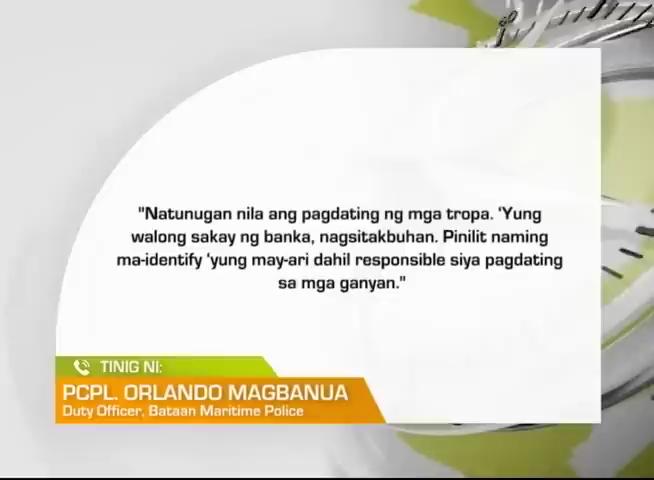 "Natunugan nila ang pagdating ng mga tropa. 'Yung
walong sakay ng banka, nagsitakbuhan. Pinilit naming
ma-identify 'yung may-ari dahil responsible siya pagdating
sa mga ganyan."
TINIG NI:
PCPL. ORLANDO MAGBANUA
Duty Officer, Bataan Maritime Police